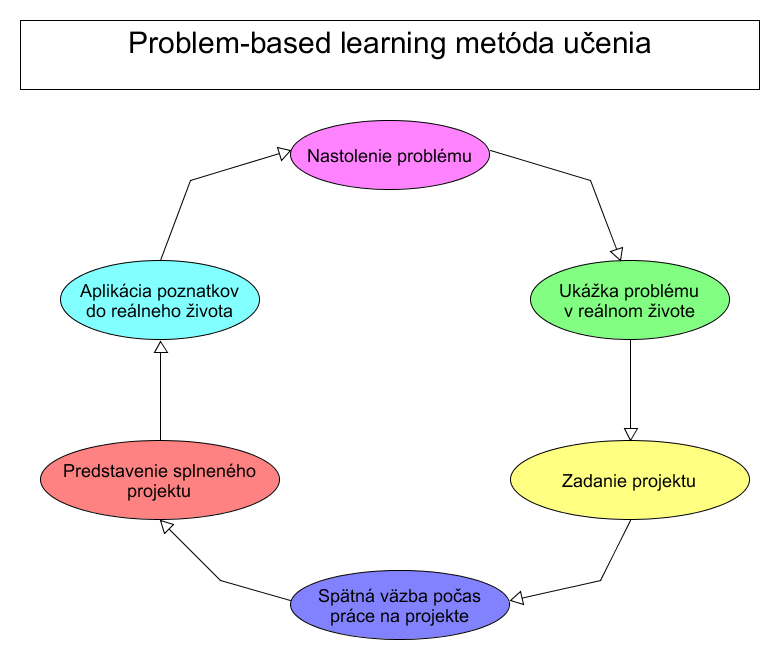 Problem-based learning metóda učenia
Nastolenie problému
Ukážka problému
v reálnom živote
Zadanie projektu
Spätná väzba počas
práce na projekte
Predstavenie splneného
projektu
Aplikácia poznatkov
do reálneho života